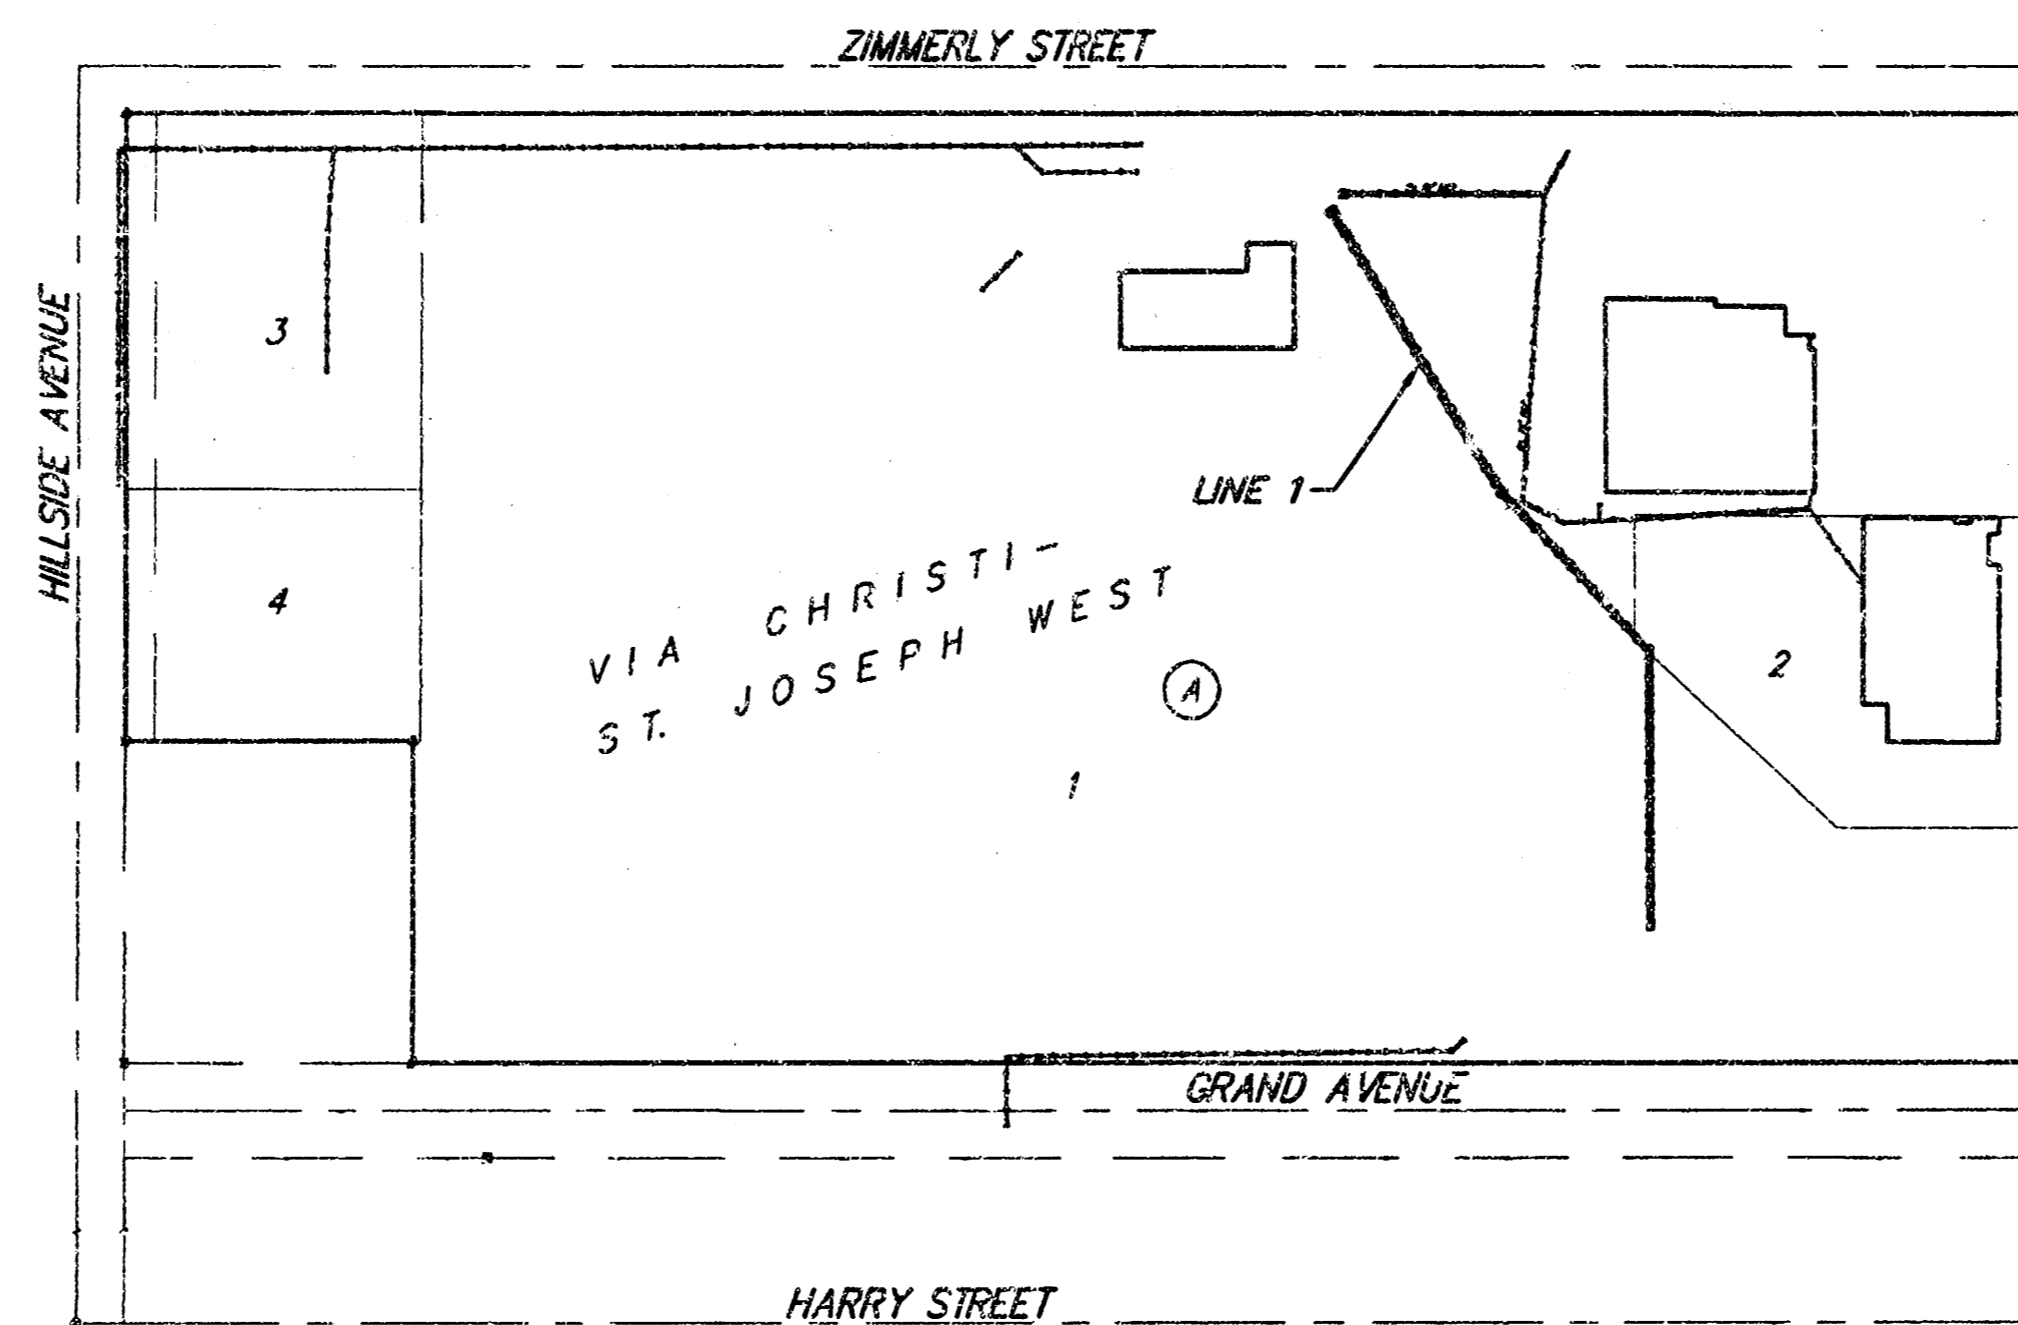 ZIMMERLY STREET
HILLSIDE AVENUE
3
LINE 1
4
VIA CHRISTI-
ST. JOSEPH WEST
A
2
1
GRAND AVENUE
HARRY STREET